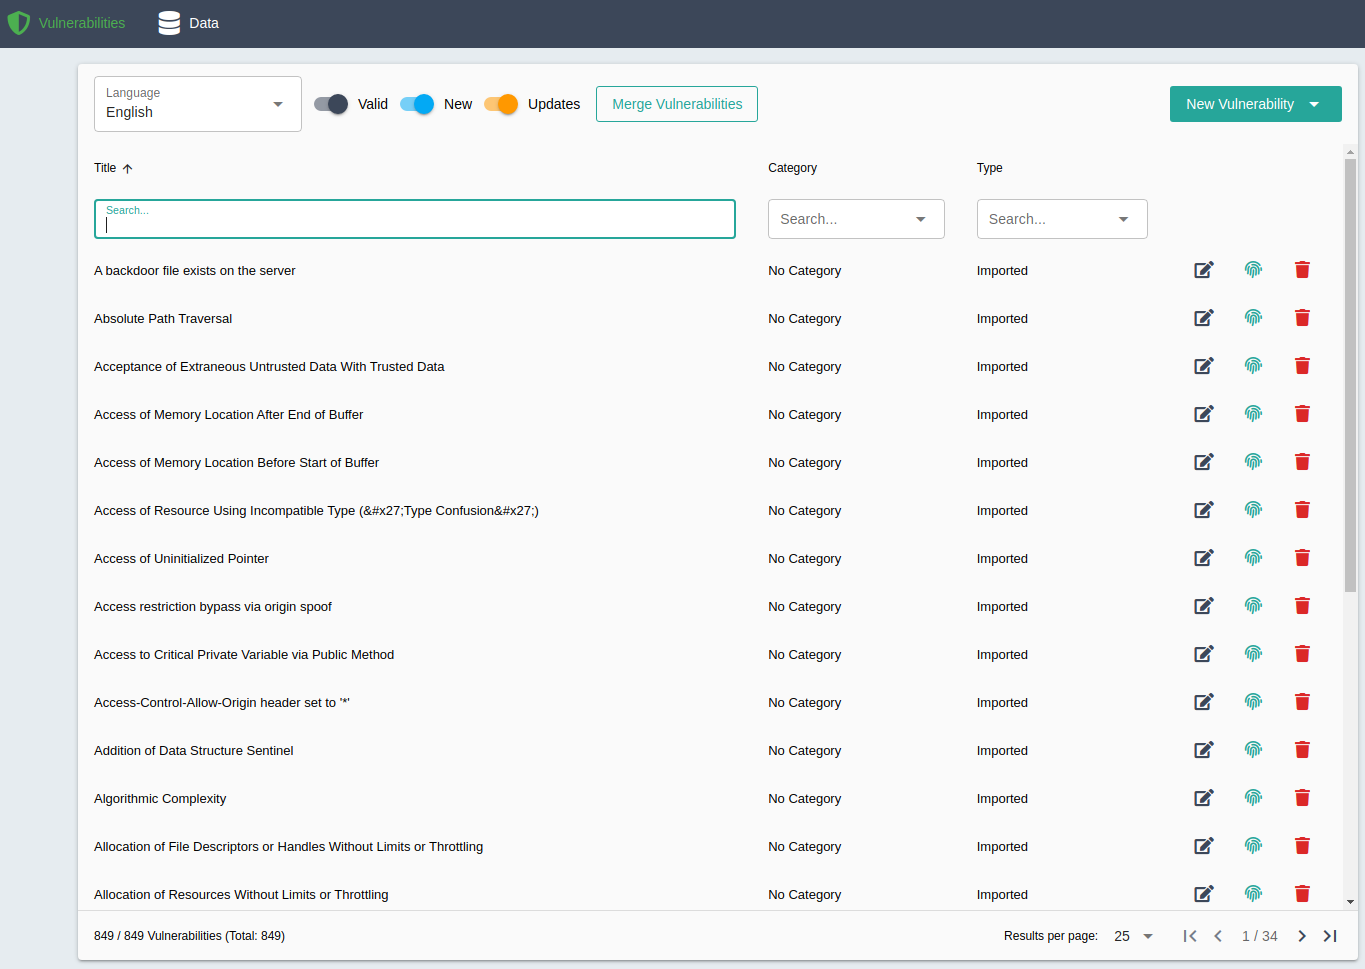 Vulnerabilities Data
Language
English
Valid New Updates Merge Vulnerabilities New Vulnerability
Title Category Type
Search...
Search... Search...
A backdoor file exists on the server No Category Imported
Absolute Path Traversal No Category Imported
Acceptance of Extraneous Untrusted Data With Trusted Data No Category Imported
Access of Memory Location After End of Buffer No Category Imported
Access of Memory Location Before Start of Buffer No Category Imported
Access of Resource Using Incompatible Type (&#x27;Type Confusion&#x27;) No Category Imported
Access of Uninitialized Pointer No Category Imported
Access restriction bypass via origin spoof No Category Imported
Access to Critical Private Variable via Public Method No Category Imported
Access-Control-Allow-Origin header set to '*' No Category Imported
Addition of Data Structure Sentinel No Category Imported
Algorithmic Complexity No Category Imported
Allocation of File Descriptors or Handles Without Limits or Throttling No Category Imported
Allocation of Resources Without Limits or Throttling No Category Imported
849 / 849 Vulnerabilities (Total: 849) Results per page: 25 1 / 34